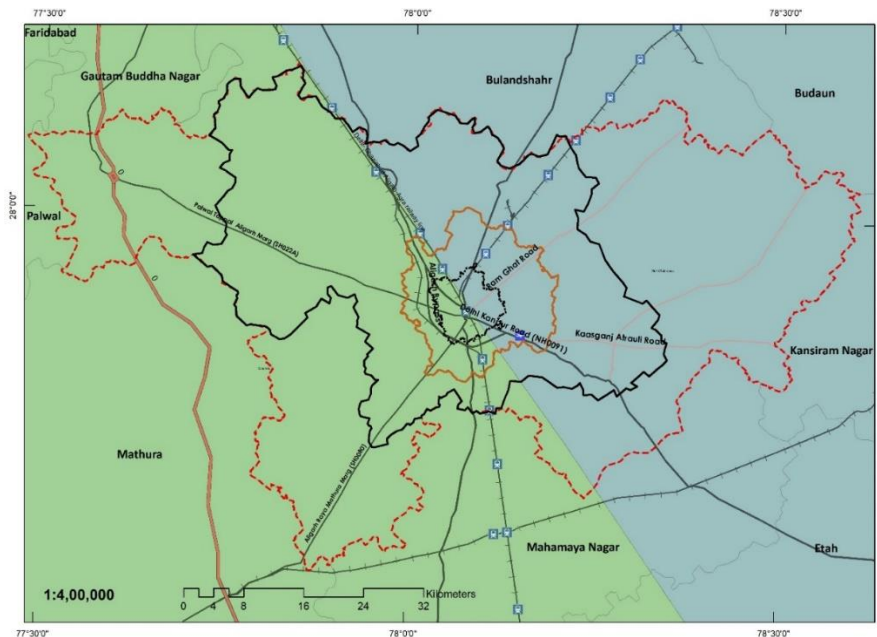 77°30'0"
78°0'0"
78°30'0"
Faridabad
Gautam Buddha Nagar
Bulandshahr
Budaun
28°0'0"
Palwal
Palwal Tappal Aligarh Marg (SH022A)
Ram Ghat Road
Aligarh Bypass
Delhi Kanpur Road (NH0091)
Kaasganj Atrauli Road
Kansiram Nagar
Mathura
Aligarh Raya Mathura Marg (SH0080)
Mahamaya Nagar
Etah
1:4,00,000
Kilometers
0 4 8 16 24 32
77°30'0"
78°0'0"
78°30'0"